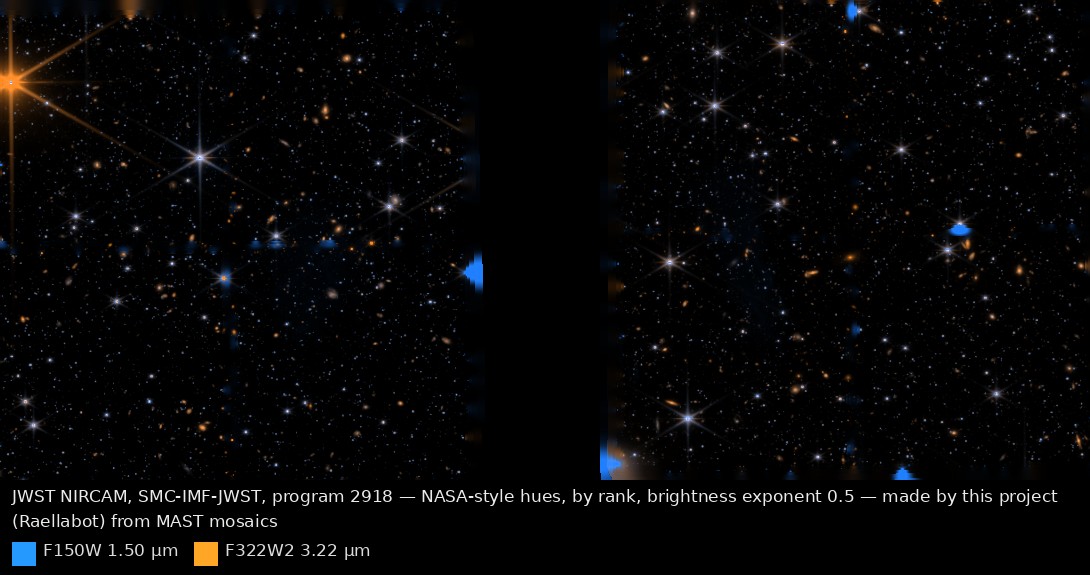 JWST NIRCAM, SMC-IMF-JWST, program 2918 — NASA-style hues, by rank, brightness exponent 0.5 — made by this project
(Raellabot) from MAST mosaics
F150W 1.50 µm F322W2 3.22 µm